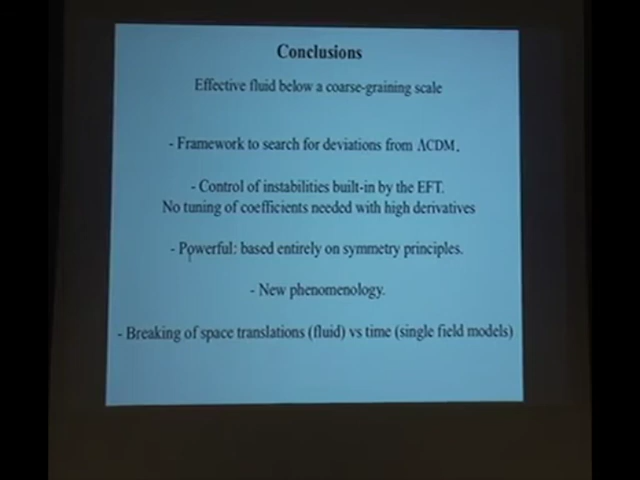 Conclusions
Effective fluid below a coarse-graining scale
- Framework to search for deviations from ΛCDM.
- Control of instabilities built-in by the EFT.
No tuning of coefficients needed with high derivatives
- Powerful: based entirely on symmetry principles.
- New phenomenology.
- Breaking of space translations (fluid) vs time (single field models)